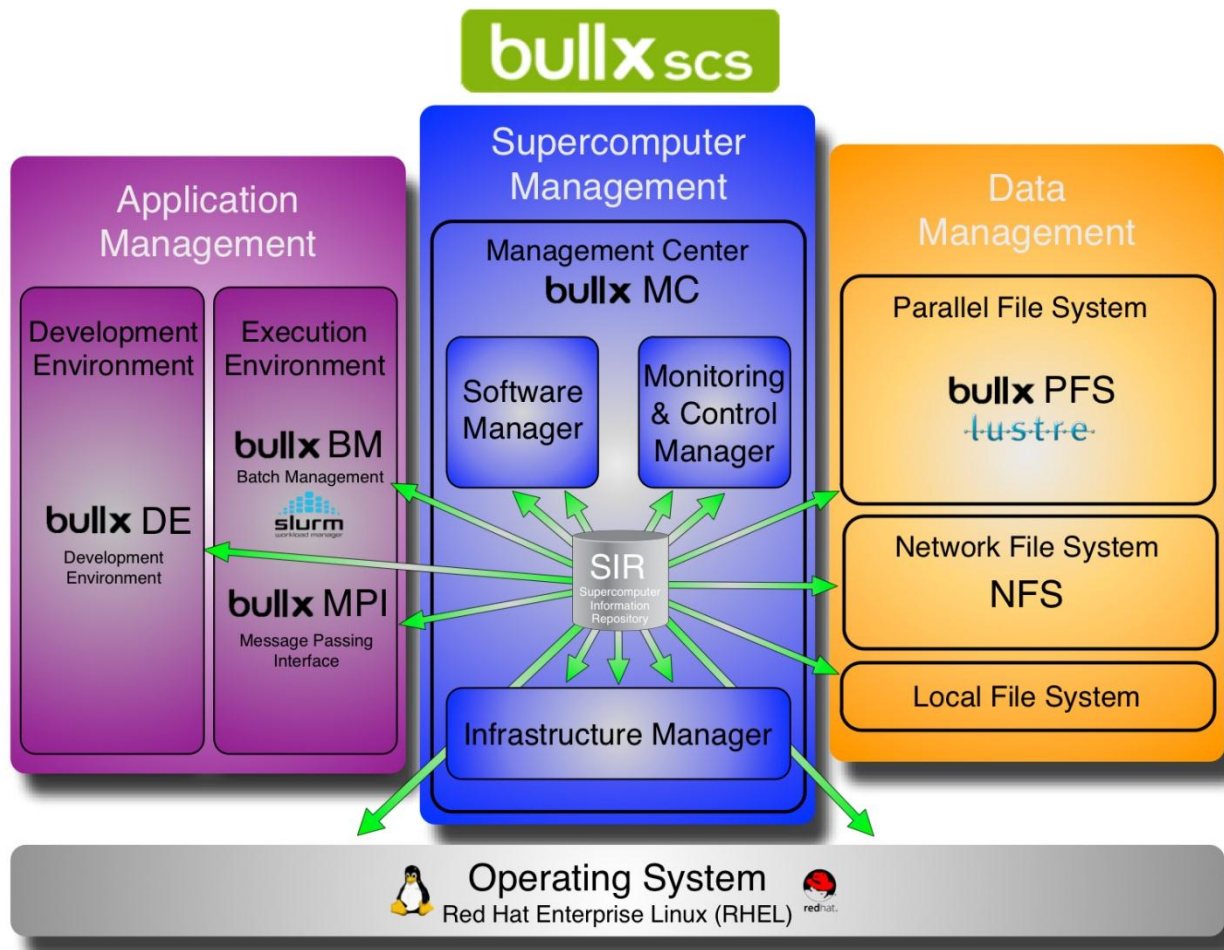 bullx scs
Supercomputer
Management
Application
Management
Data
Management
Management Center
bullx MC
Development
Environment
Execution
Environment
Software
Manager
Monitoring
& Control
Manager
Parallel File System
bullx PFS
lustre
bullx BM
Batch Management
slurm
workload manager
bullx DE
Development
Environment
bullx MPI
Message Passing
Interface
SIR
Supercomputer
Information
Repository
Network File System
NFS
Local File System
Infrastructure Manager
Operating System
Red Hat Enterprise Linux (RHEL)
redhat.